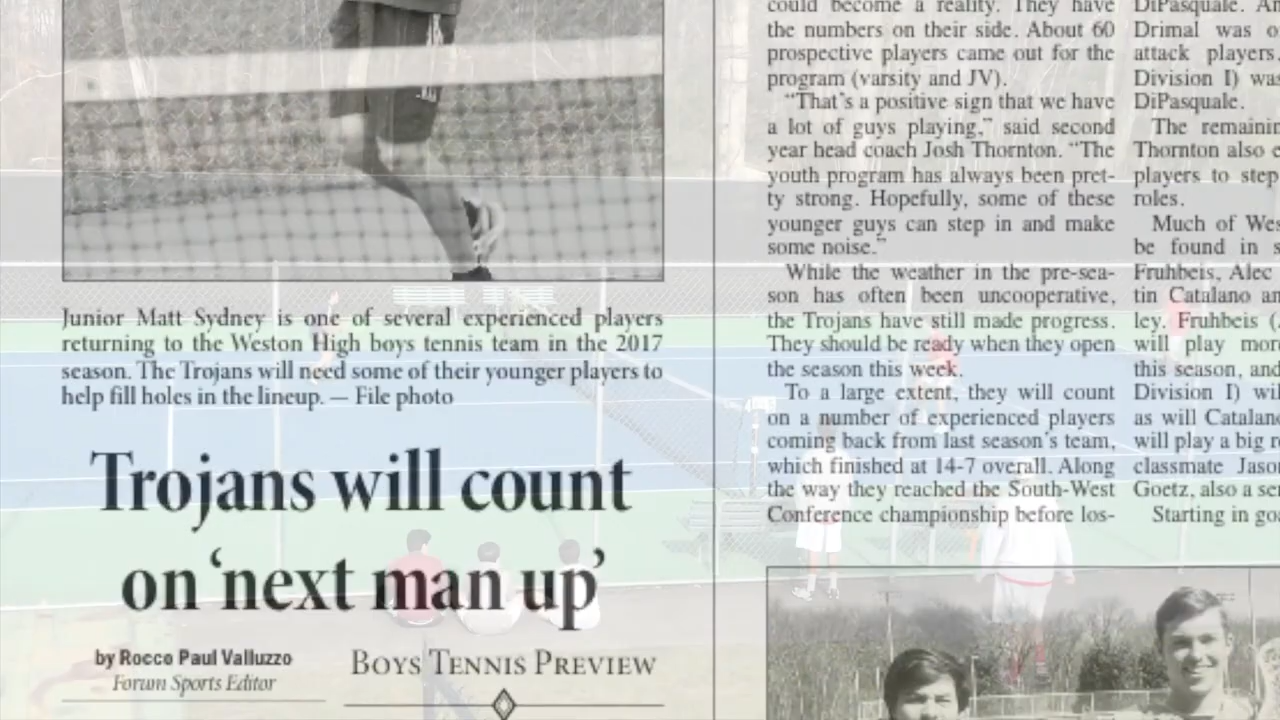 Junior Matt Sydney is one of several experienced players
returning to the Weston High boys tennis team in the 2017
season. The Trojans will need some of their younger players to
help fill holes in the lineup. — File photo
Trojans will count
on 'next man up'
by Rocco Paul Valluzzo
Forum Sports Editor
BOYS TENNIS PREVIEW
could become a reality. They have
the numbers on their side. About 60
prospective players came out for the
program (varsity and JV).
"That's a positive sign that we have
a lot of guys playing," said second
year head coach Josh Thornton. "The
youth program has always been pret-
ty strong. Hopefully, some of these
younger guys can step in and make
some noise."
While the weather in the pre-sea-
son has often been uncooperative,
the Trojans have still made progress.
They should be ready when they open
the season this week.
To a large extent, they will count
on a number of experienced players
coming back from last season's team,
which finished at 14-7 overall. Along
the way they reached the South-West
Conference championship before los-
DiPasquale. An
Drimal was o
attack players,
Division I) was
DiPasquale.
The remainin
Thornton also e
players to step
roles.
Much of Wes
be found in s
Fruhbeis, Alec
tin Catalano an
ley. Fruhbeis (
will play more
this season, and
Division I) wil
as will Catalano
will play a big r
classmate Jaso
Goetz, also a se
Starting in goa